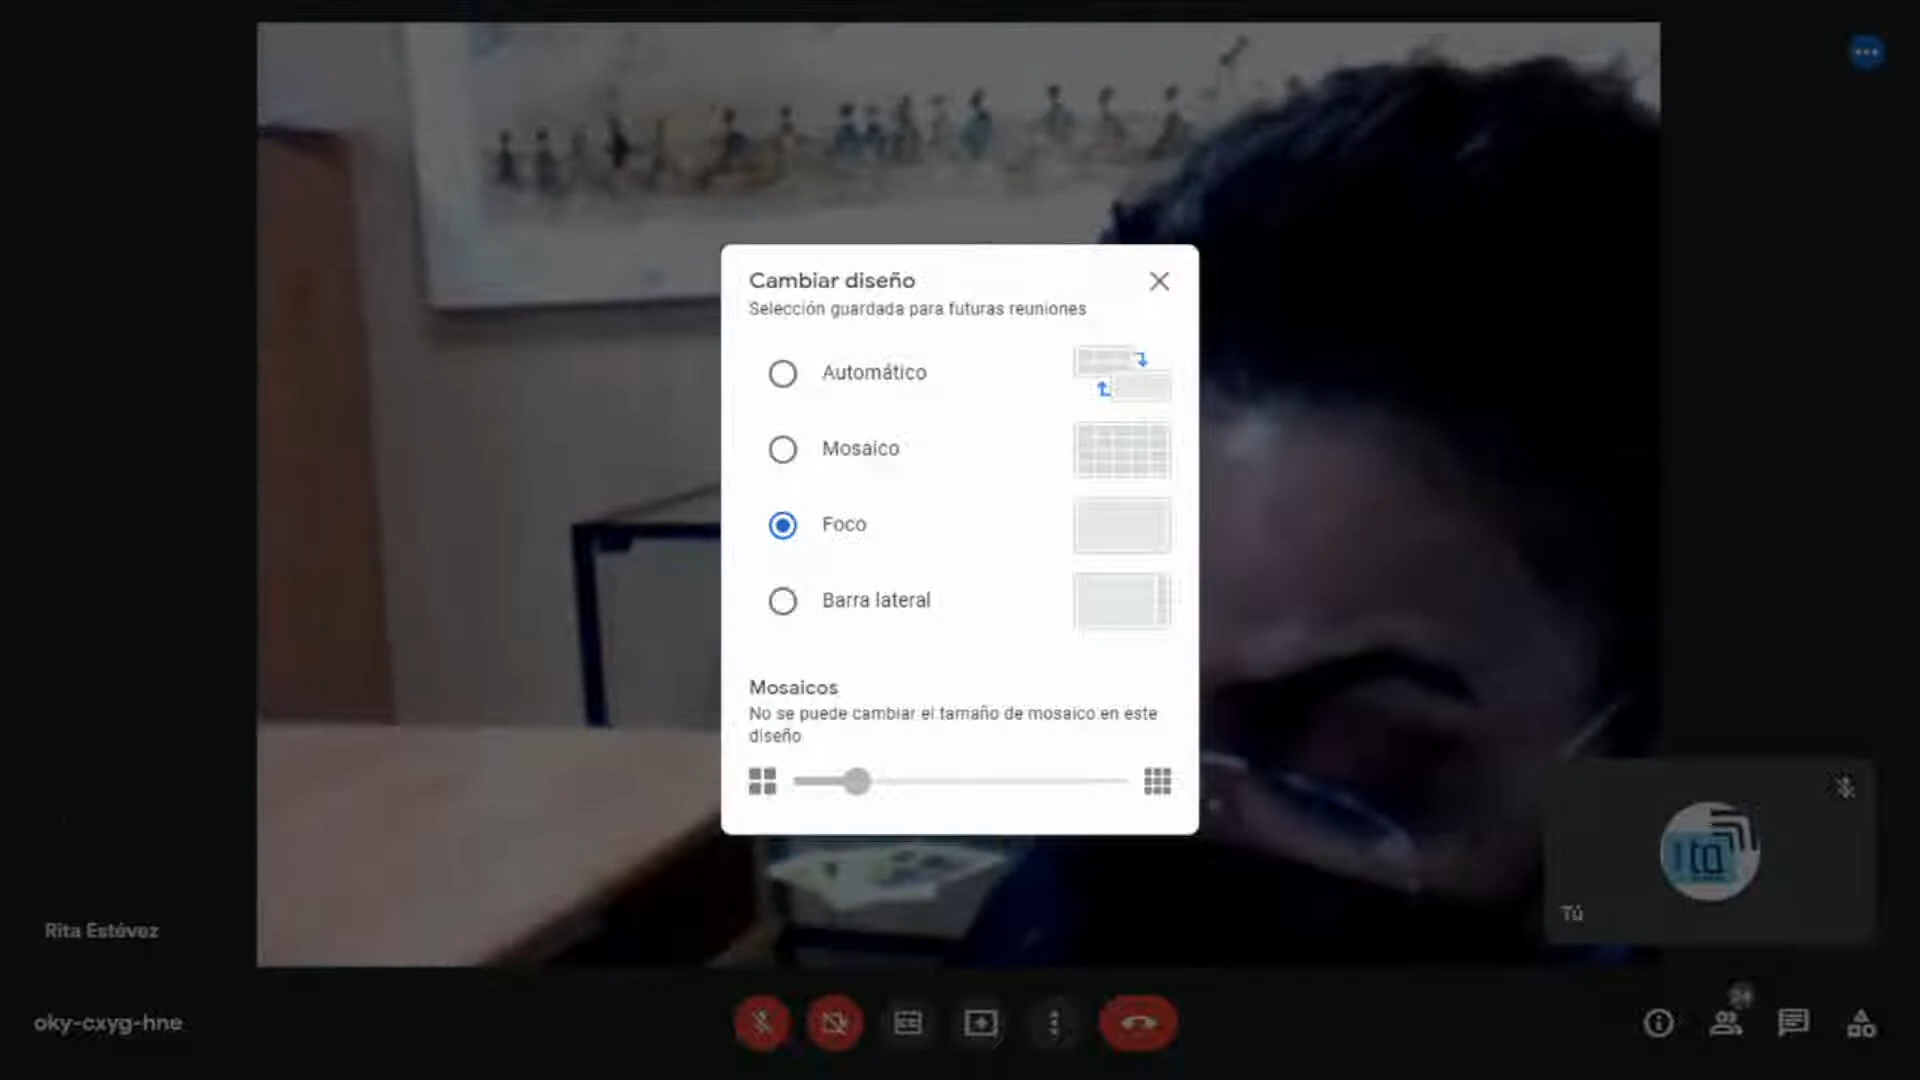 Cambiar diseño
Selección guardada para futuras reuniones
Automático
Mosaico
Foco
Barra lateral
Mosaicos
No se puede cambiar el tamaño de mosaico en este
diseño
Tú
Rita Estévez
oky-cxyg-hne